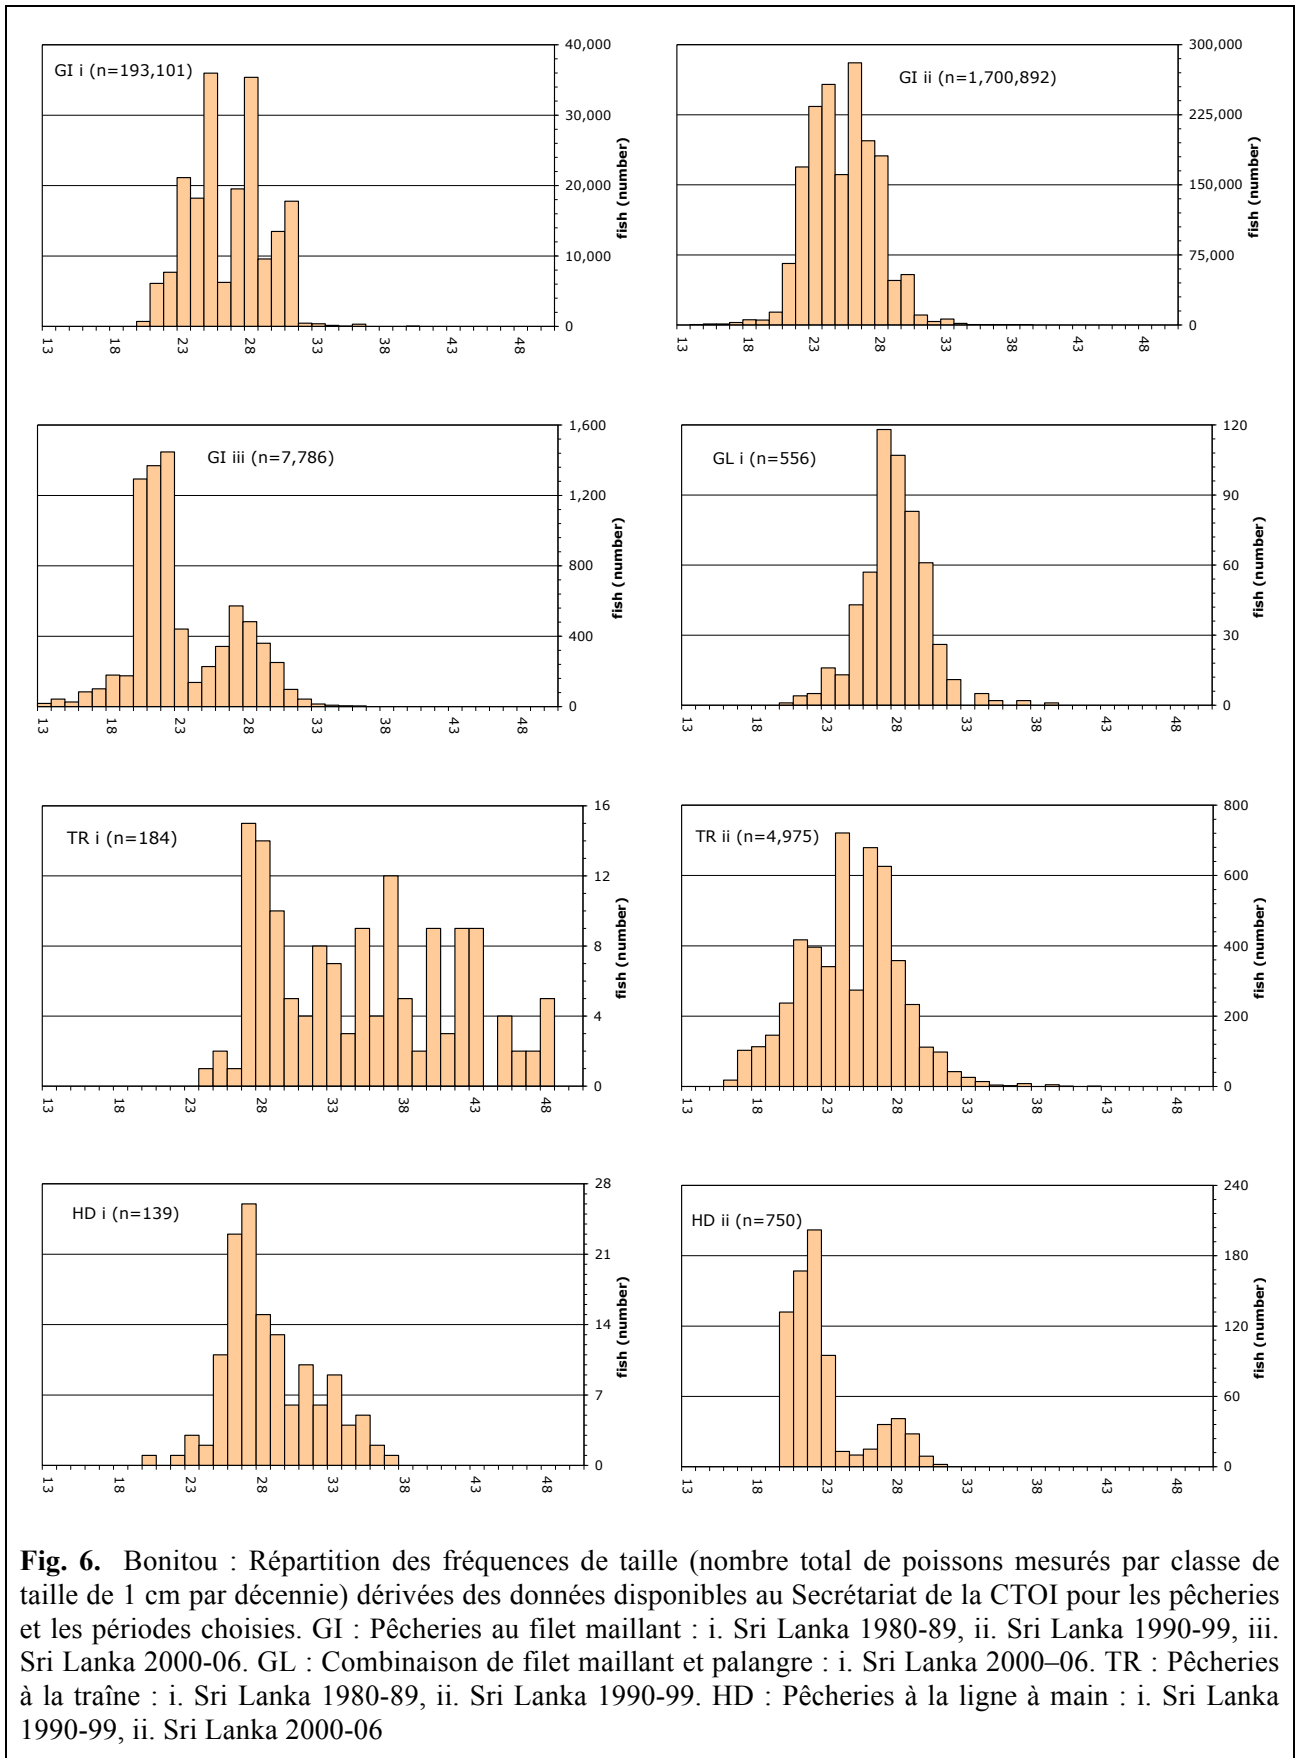 GI i (n=193,101)
40,000
30,000
20,000
10,000
0
fish (number)
13 18 23 28 33 38 43 48
GI ii (n=1,700,892)
300,000
225,000
150,000
75,000
0
fish (number)
13 18 23 28 33 38 43 48
GI iii (n=7,786)
1,600
1,200
800
400
0
fish (number)
13 18 23 28 33 38 43 48
GL i (n=556)
120
90
60
30
0
fish (number)
13 18 23 28 33 38 43 48
TR i (n=184)
16
12
8
4
0
fish (number)
13 18 23 28 33 38 43 48
TR ii (n=4,975)
800
600
400
200
0
fish (number)
13 18 23 28 33 38 43 48
HD i (n=139)
28
21
14
7
0
fish (number)
13 18 23 28 33 38 43 48
HD ii (n=750)
240
180
120
60
0
fish (number)
13 18 23 28 33 38 43 48
Fig. 6. Bonitou : Répartition des fréquences de taille (nombre total de poissons mesurés par classe de
taille de 1 cm par décennie) dérivées des données disponibles au Secrétariat de la CTOI pour les pêcheries
et les périodes choisies. GI : Pêcheries au filet maillant : i. Sri Lanka 1980-89, ii. Sri Lanka 1990-99, iii.
Sri Lanka 2000-06. GL : Combinaison de filet maillant et palangre : i. Sri Lanka 2000–06. TR : Pêcheries
à la traîne : i. Sri Lanka 1980-89, ii. Sri Lanka 1990-99. HD : Pêcheries à la ligne à main : i. Sri Lanka
1990-99, ii. Sri Lanka 2000-06